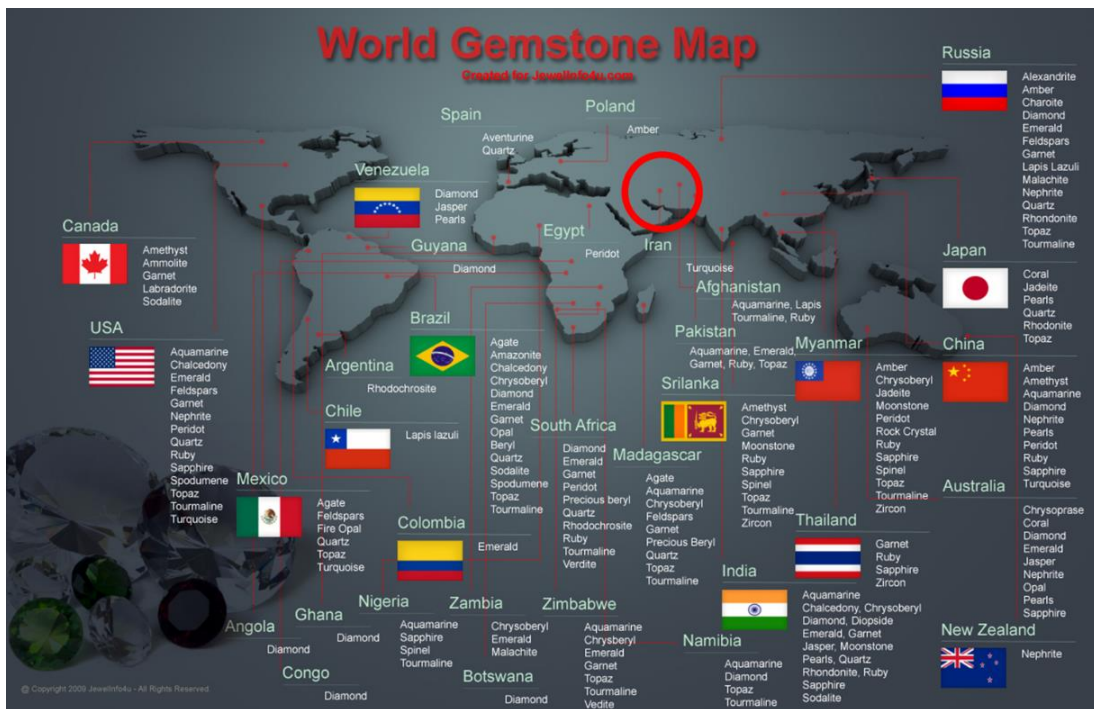 World Gemstone Map
Created for JewelInfo4u.com
Russia
Alexandrite
Amber
Charoite
Diamond
Emerald
Feldspars
Garnet
Lapis Lazuli
Malachite
Nephrite
Quartz
Rhondonite
Topaz
Tourmaline
Poland
Amber
Spain
Aventurine
Quartz
Venezuela
Diamond
Jasper
Pearls
Canada
Amethyst
Ammolite
Garnet
Labradorite
Sodalite
Guyana
Diamond
Egypt
Peridot
Iran
Turquoise
Afghanistan
Aquamarine, Lapis
Tourmaline, Ruby
Japan
Coral
Jadeite
Pearls
Quartz
Rhodonite
Topaz
USA
Aquamarine
Chalcedony
Emerald
Feldspars
Garnet
Nephrite
Peridot
Quartz
Ruby
Sapphire
Spodumene
Topaz
Tourmaline
Turquoise
Argentina
Rhodochrosite
Brazil
Agate
Amazonite
Chalcedony
Chrysoberyl
Diamond
Emerald
Garnet
Opal
Beryl
Quartz
Sodalite
Spodumene
Topaz
Tourmaline
Pakistan
Aquamarine, Emerald,
Garnet, Ruby, Topaz
Myanmar
Amber
Chrysoberyl
Jadeite
Moonstone
Peridot
Rock Crystal
Ruby
Sapphire
Spinel
Topaz
Tourmaline
Zircon
China
Amber
Amethyst
Aquamarine
Diamond
Nephrite
Pearls
Peridot
Ruby
Sapphire
Turquoise
Chile
Lapis lazuli
Srilanka
Amethyst
Chrysoberyl
Garnet
Moonstone
Ruby
Sapphire
Spinel
Topaz
Tourmaline
Zircon
South Africa
Diamond
Emerald
Garnet
Peridot
Precious beryl
Quartz
Rhodochrosite
Ruby
Tourmaline
Verdite
Madagascar
Agate
Aquamarine
Chrysoberyl
Feldspars
Garnet
Precious Beryl
Quartz
Topaz
Tourmaline
Mexico
Agate
Feldspars
Fire Opal
Quartz
Topaz
Turquoise
Australia
Chrysoprase
Coral
Diamond
Emerald
Jasper
Nephrite
Opal
Pearls
Sapphire
Colombia
Emerald
Thailand
Garnet
Ruby
Sapphire
Zircon
India
Aquamarine
Chalcedony, Chrysoberyl
Diamond, Diopside
Emerald, Garnet
Jasper, Moonstone
Pearls, Quartz
Rhondonite, Ruby
Sapphire
Sodalite
Angola
Diamond
Ghana
Diamond
Nigeria
Aquamarine
Sapphire
Spinel
Tourmaline
Zambia
Chrysoberyl
Emerald
Malachite
Zimbabwe
Aquamarine
Chrysberyl
Emerald
Garnet
Topaz
Tourmaline
Vedite
Namibia
Aquamarine
Diamond
Topaz
Tourmaline
New Zealand
Nephrite
Congo
Diamond
Botswana
Diamond
@ Copyright 2009 JewelInfo4u - All Rights Reserved.